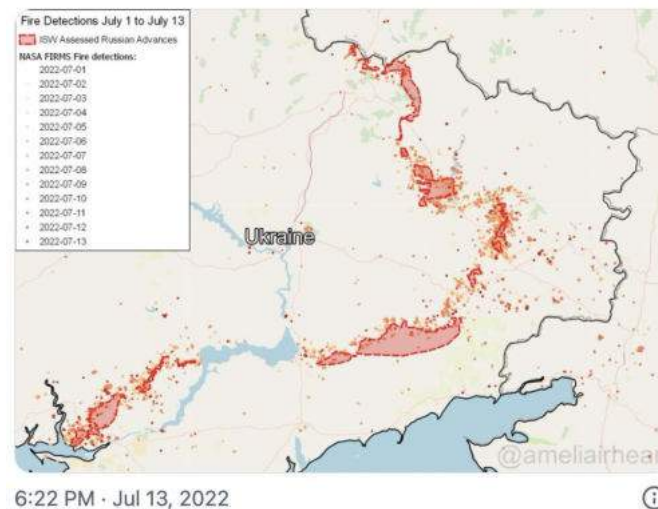 Fire Detections July 1 to July 13
ISW Assessed Russian Advances
NASA FIRMS Fire detections:
2022-07-01
2022-07-02
2022-07-03
2022-07-04
2022-07-05
2022-07-06
2022-07-07
2022-07-08
2022-07-09
2022-07-10
2022-07-11
2022-07-12
2022-07-13
Ukraine
@ameliairhear
6:22 PM · Jul 13, 2022